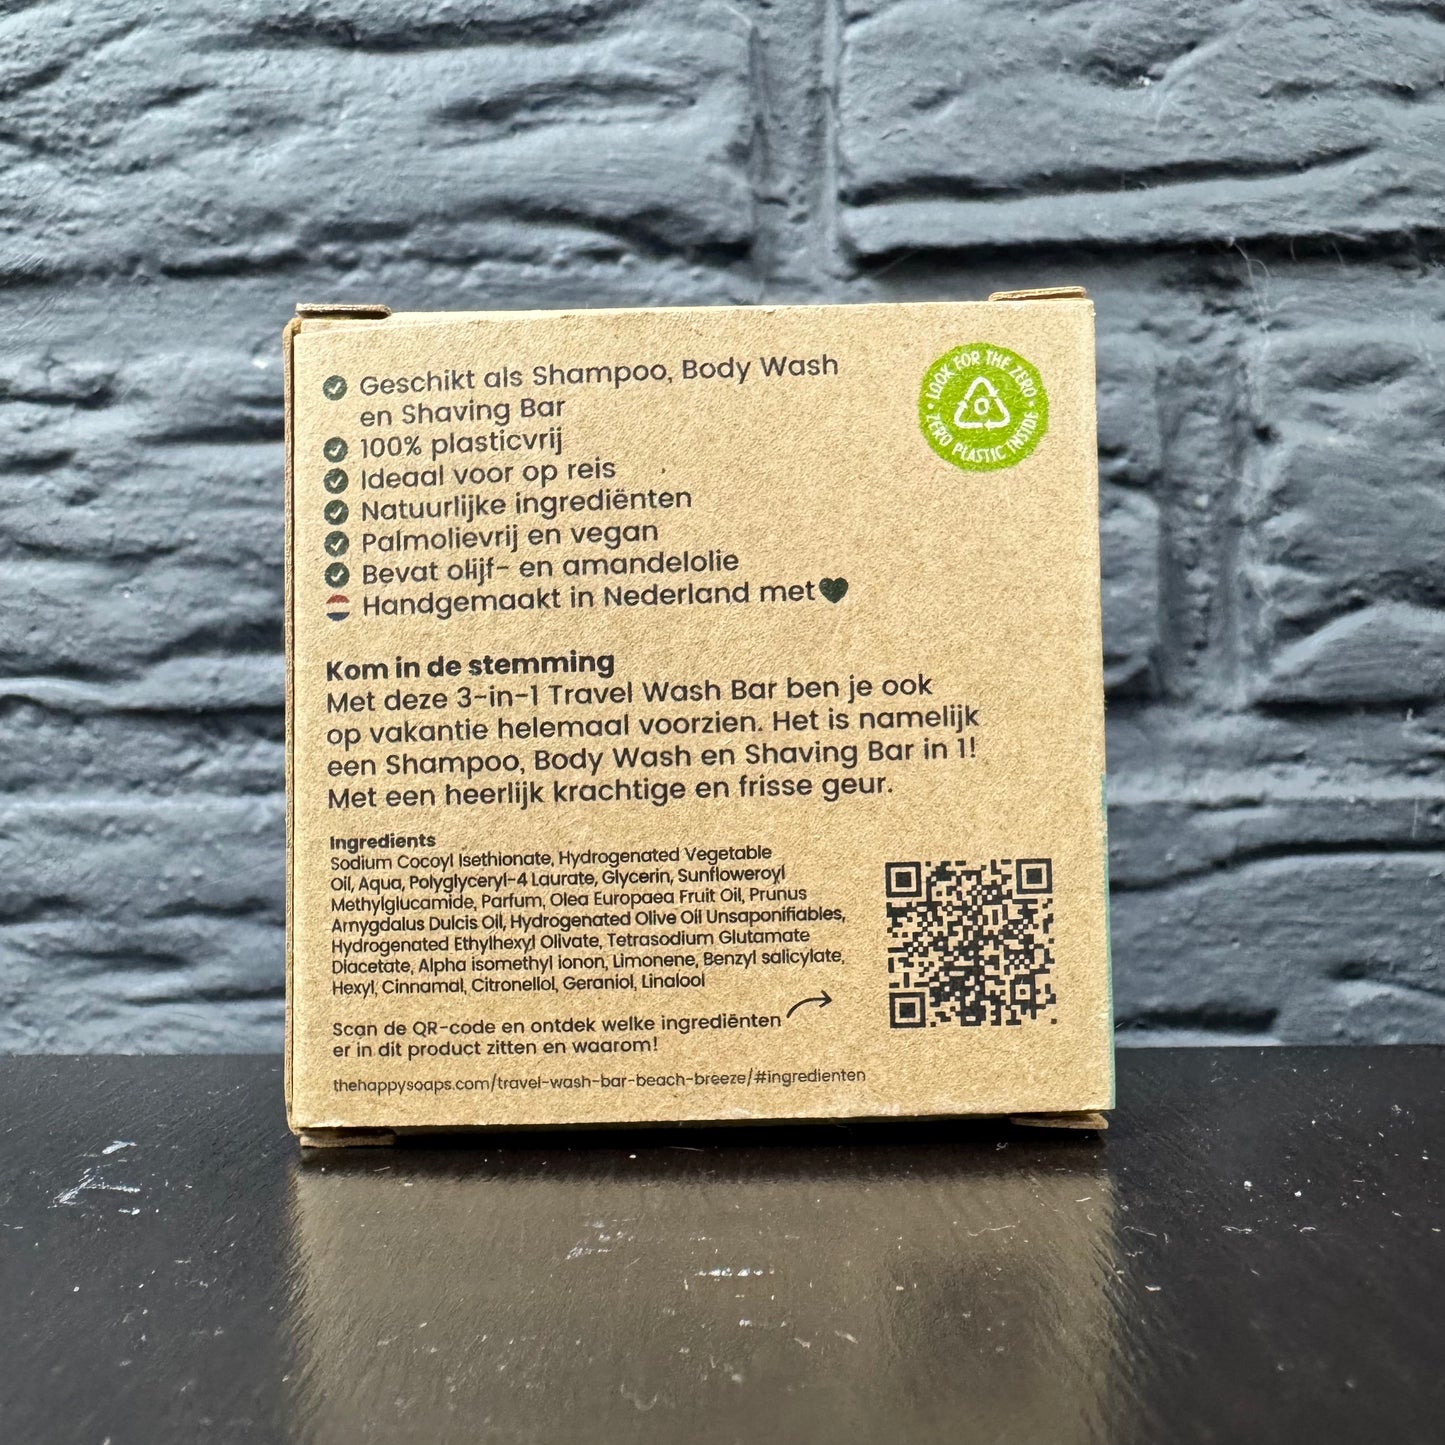 Geschikt als Shampoo, Body Wash
en Shaving Bar
100% plasticvrij
Ideaal voor op reis
Natuurlijke ingrediënten
Palmolievrij en vegan
Bevat olijf- en amandelolie
Handgemaakt in Nederland met
LOOK FOR THE ZERO
0
ZERO PLASTIC INSIDE
Kom in de stemming
Met deze 3-in-1 Travel Wash Bar ben je ook
op vakantie helemaal voorzien. Het is namelijk
een Shampoo, Body Wash en Shaving Bar in 1!
Met een heerlijk krachtige en frisse geur.
Ingredients
Sodium Cocoyl Isethionate, Hydrogenated Vegetable
Oil, Aqua, Polyglyceryl-4 Laurate, Glycerin, Sunfloweroyl
Methylglucamide, Parfum, Olea Europaea Fruit Oil, Prunus
Amygdalus Dulcis Oil, Hydrogenated Olive Oil Unsaponifiables,
Hydrogenated Ethylhexyl Olivate, Tetrasodium Glutamate
Diacetate, Alpha isomethyl ionon, Limonene, Benzyl salicylate,
Hexyl, Cinnamal, Citronellol, Geraniol, Linalool
Scan de QR-code en ontdek welke ingrediënten
er in dit product zitten en waarom!
thehappysoaps.com/travel-wash-bar-beach-breeze/#ingredienten